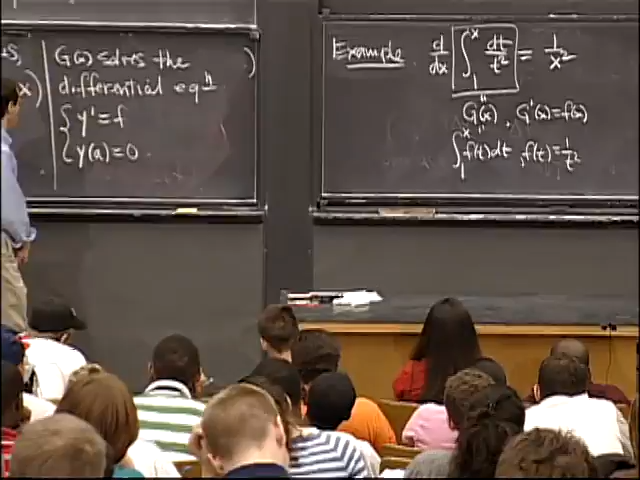 G(x) solves the
differential eqⁿ
{ y' = f
{ y(a) = 0
x)
)
Example d/dx ∫₁ˣ dt/t² = 1/x²
G(x), G'(x) = f(x)
∫₁ˣ f(t)dt, f(t) = 1/t²